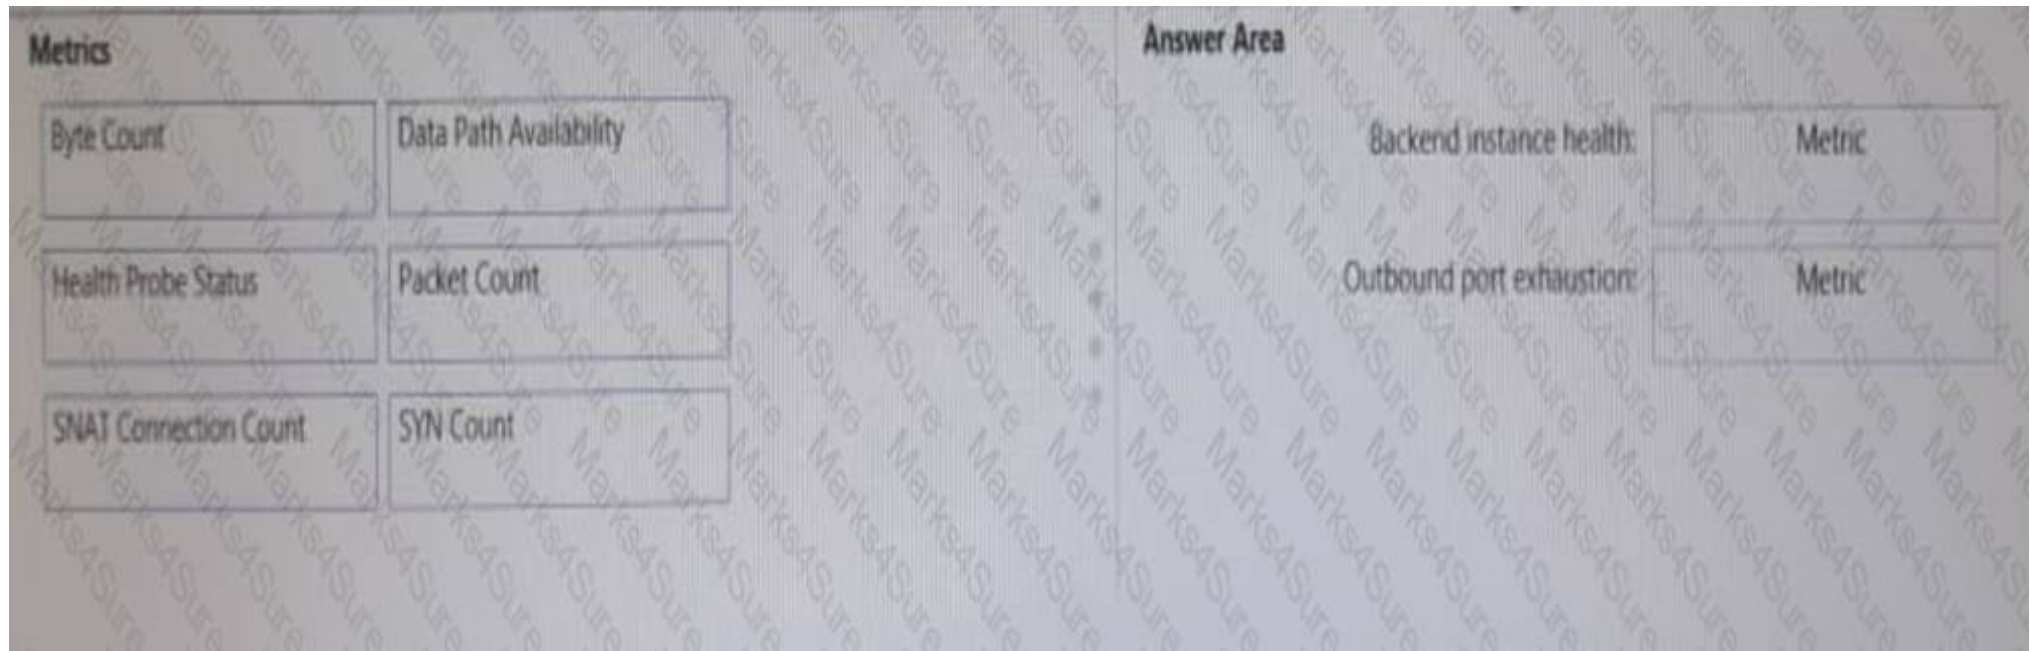 Metrics
Byte Count
Data Path Availability
Health Probe Status
Packet Count
SNAT Connection Count
SYN Count
Answer Area
Backend instance health:
Metric
Outbound port exhaustion:
Metric
Marks4Sure